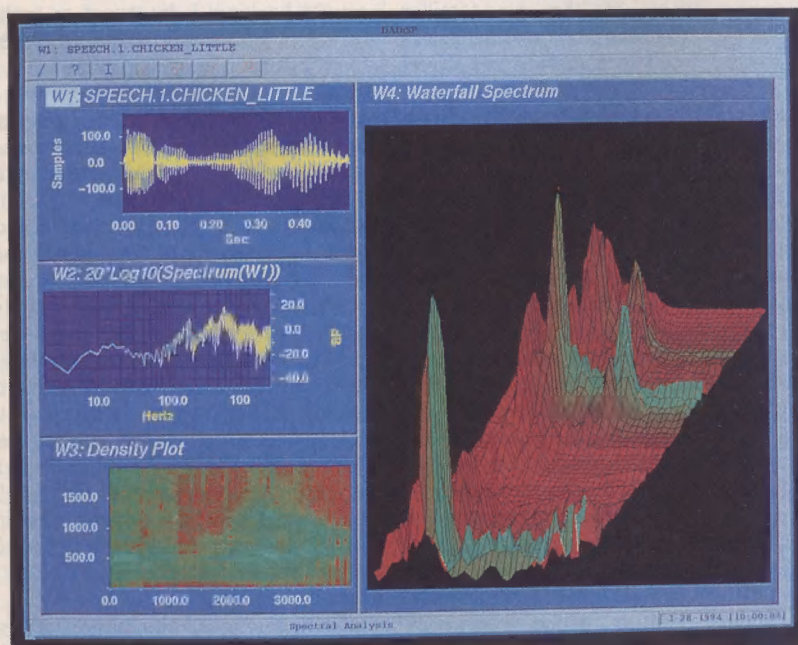 DADiSP
W1: SPEECH.1.CHICKEN_LITTLE
/ ? I
W1: SPEECH.1.CHICKEN_LITTLE
Samples
100.0
0.0
-100.0
0.00 0.10 0.20 0.30 0.40
Sec
W2: 20*Log10(Spectrum(W1))
20.0
0.0
-20.0
-40.0
10.0 100.0 100
Hertz
W3: Density Plot
1500.0
1000.0
500.0
0.0 1000.0 2000.0 3000.0
W4: Waterfall Spectrum
Spectral Analysis